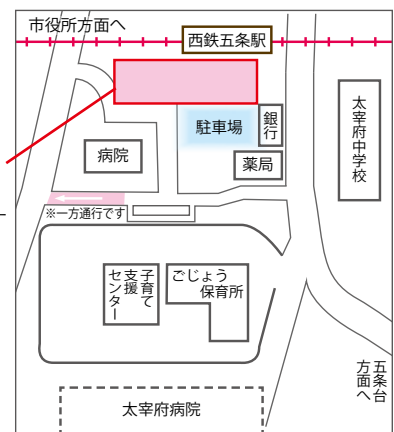 市役所方面へ
西鉄五条駅
駐車場
銀行
太宰府中学校
病院
薬局
※一方通行です
子育て
支援
センター
ごじょう
保育所
五条台
方面へ
太宰府病院